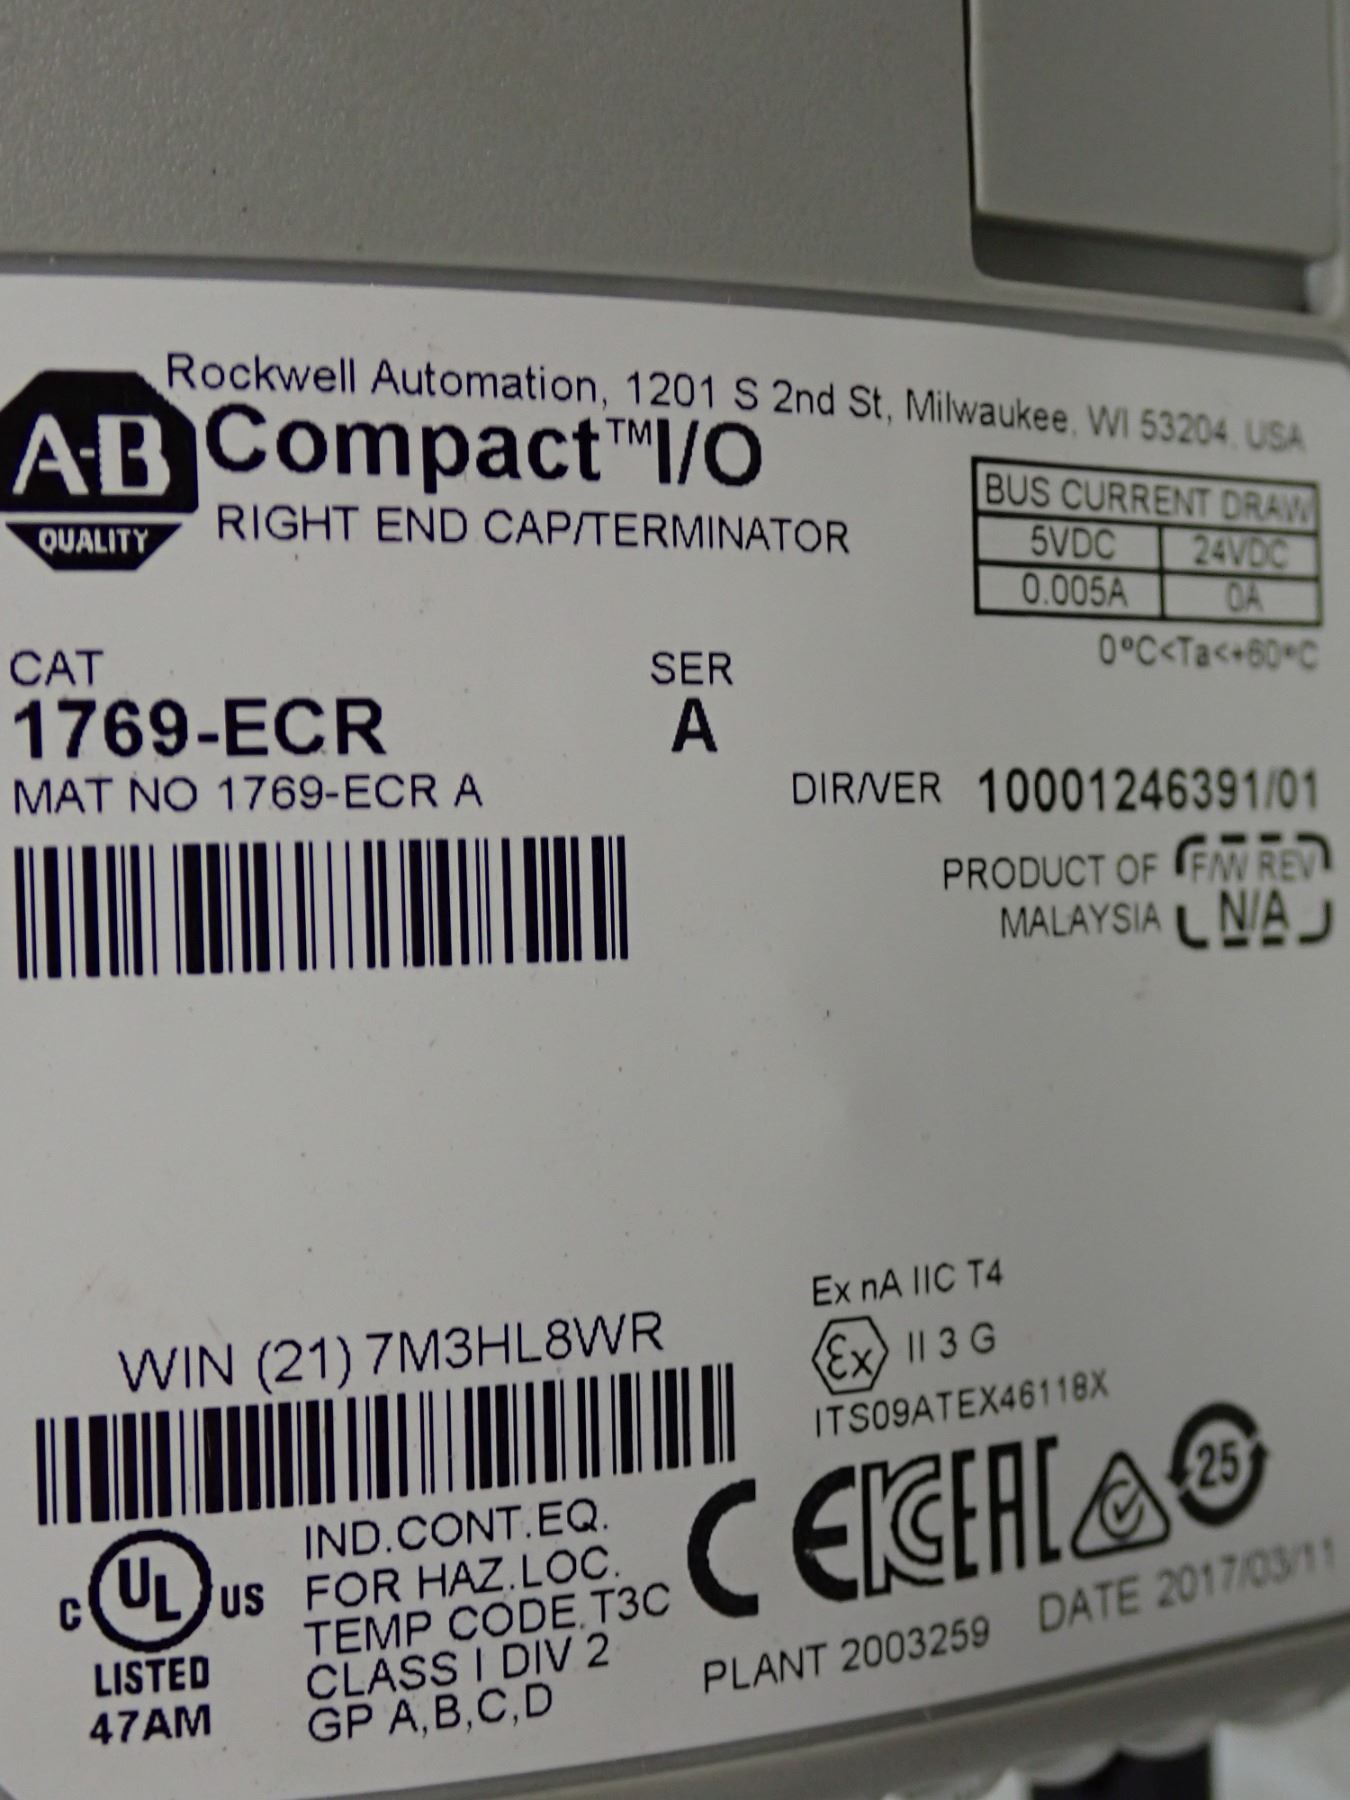 Rockwell Automation, 1201 S 2nd St, Milwaukee, WI 53204, USA
A-B
QUALITY
Compact™I/O
RIGHT END CAP/TERMINATOR
BUS CURRENT DRAW
5VDC 24VDC
0.005A 0A
0°C<Ta<+60°C
CAT
1769-ECR
SER
A
MAT NO 1769-ECR A
DIR/VER 10001246391/01
PRODUCT OF
MALAYSIA
F/W REV
N/A
WIN (21) 7M3HL8WR
Ex nA IIC T4
Ex II 3 G
ITS09ATEX46118X
C UL US
LISTED
47AM
IND.CONT.EQ.
FOR HAZ.LOC.
TEMP CODE.T3C
CLASS I DIV 2
GP A,B,C,D
CE KC EAC 25
PLANT 2003259
DATE 2017/03/11